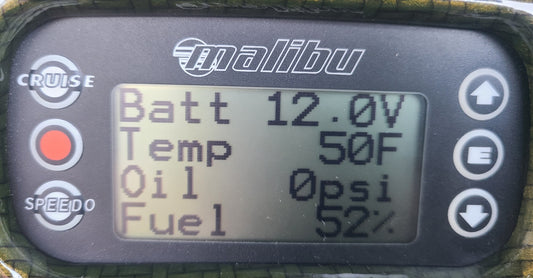 malibu
CRUISE
Batt 12.0V
Temp 50F
E
Oil 0psi
SPEEDO
Fuel 52%